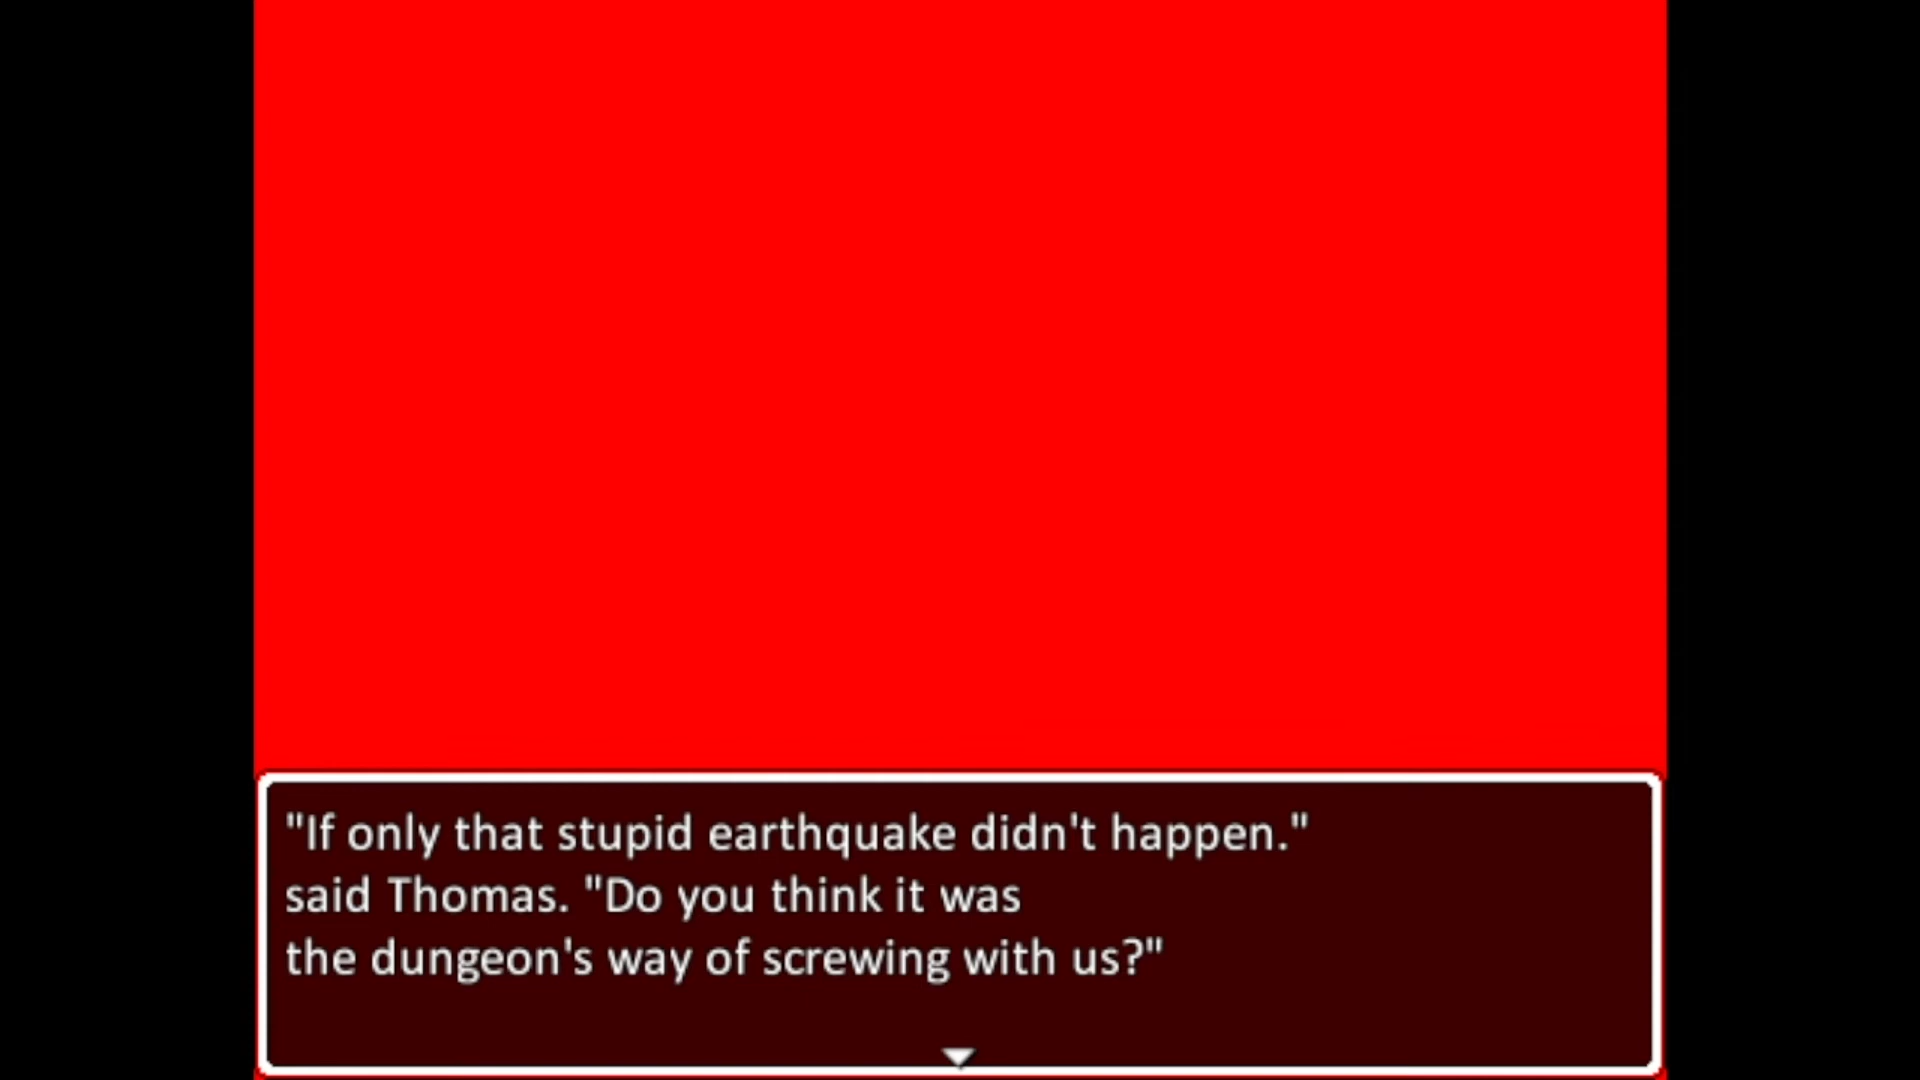 "If only that stupid earthquake didn't happen."
said Thomas. "Do you think it was
the dungeon's way of screwing with us?"